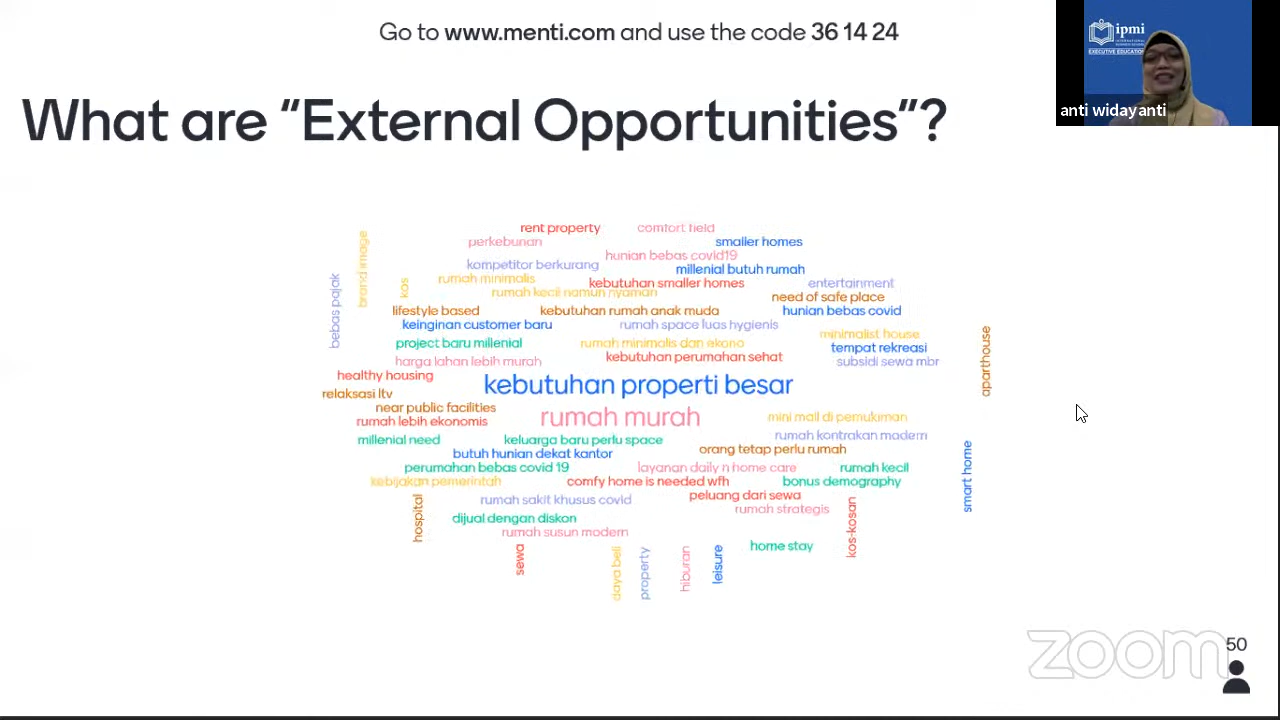 Go to www.menti.com and use the code 36 14 24
ipmi
INTERNATIONAL BUSINESS SCHOOL
EXECUTIVE EDUCATION
anti widayanti
What are “External Opportunities”?
rent property
comfort field
perkebunan
smaller homes
hunian bebas covid19
kompetitor berkurang
millenial butuh rumah
rumah minimalis
kebutuhan smaller homes
entertainment
rumah kecil namun nyaman
need of safe place
lifestyle based
kebutuhan rumah anak muda
hunian bebas covid
keinginan customer baru
rumah space luas hygienis
minimalist house
project baru millenial
rumah minimalis dan ekono
tempat rekreasi
harga lahan lebih murah
kebutuhan perumahan sehat
subsidi sewa mbr
healthy housing
kebutuhan properti besar
relaksasi ltv
near public facilities
rumah murah
mini mall di pemukiman
rumah lebih ekonomis
rumah kontrakan modern
millenial need
keluarga baru perlu space
orang tetap perlu rumah
butuh hunian dekat kantor
perumahan bebas covid 19
layanan daily n home care
rumah kecil
kebijakan pemerintah
comfy home is needed wfh
bonus demography
rumah sakit khusus covid
peluang dari sewa
rumah strategis
dijual dengan diskon
rumah susun modern
home stay
bebas pajak
brand image
kas
aparthouse
smart home
hospital
sewa
daya beli
property
hiburan
leisure
kos-kosan
zoom
50